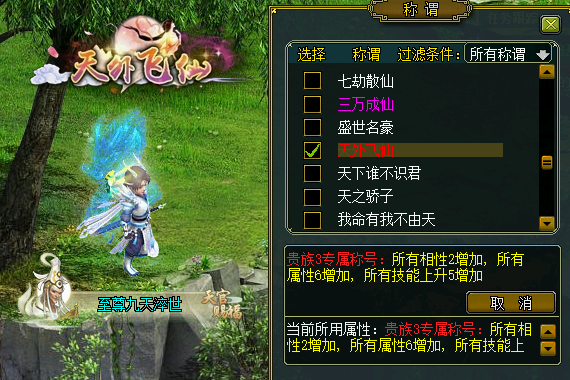 天外飞仙
至尊九天淬世
天官
赐福
称谓
选择 称谓 过滤条件: 所有称谓
七劫散仙
三万成仙
盛世名豪
天外飞仙
天下谁不识君
天之骄子
我命有我不由天
贵族3专属称号: 所有相性2增加, 所有
属性6增加, 所有技能上升5增加
取 消
当前所用属性: 贵族3专属称号: 所有相
性2增加, 所有属性6增加, 所有技能上